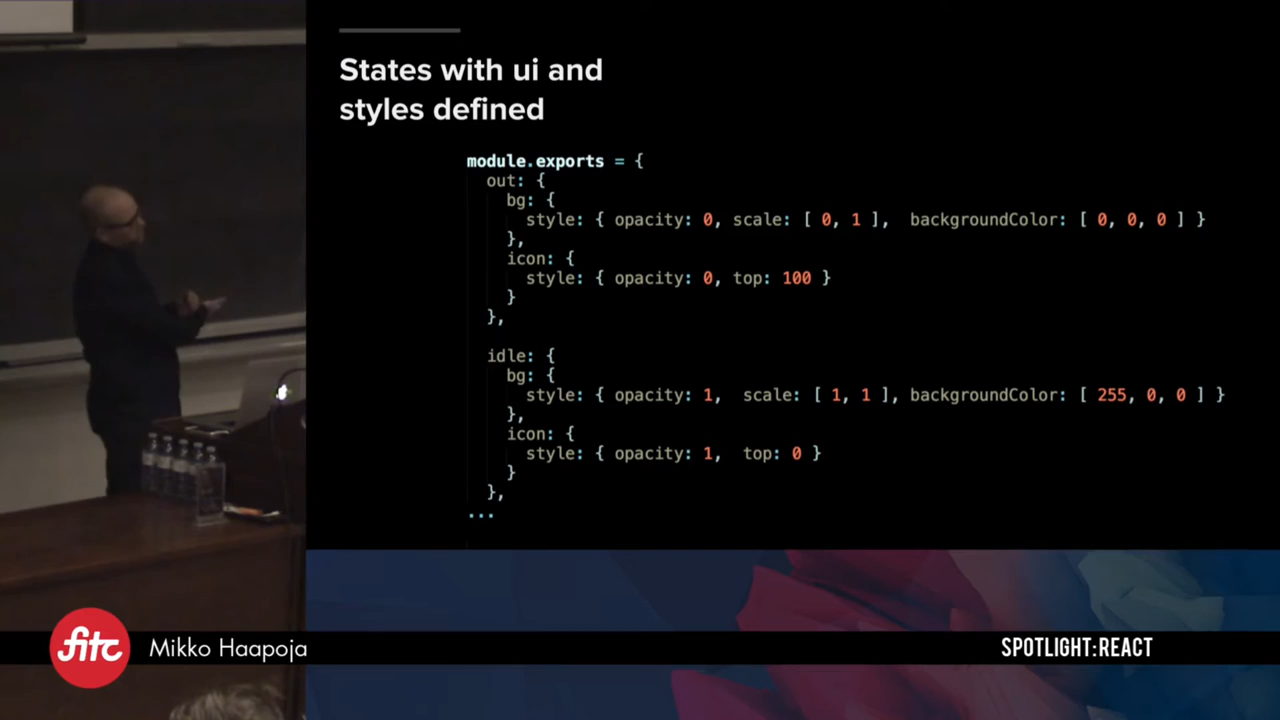 States with ui and
styles defined
module.exports = {
out: {
bg: {
style: { opacity: 0, scale: [ 0, 1 ], backgroundColor: [ 0, 0, 0 ] }
},
icon: {
style: { opacity: 0, top: 100 }
}
},
idle: {
bg: {
style: { opacity: 1, scale: [ 1, 1 ], backgroundColor: [ 255, 0, 0 ] }
},
icon: {
style: { opacity: 1, top: 0 }
}
},
...
fitc
Mikko Haapoja
SPOTLIGHT:REACT